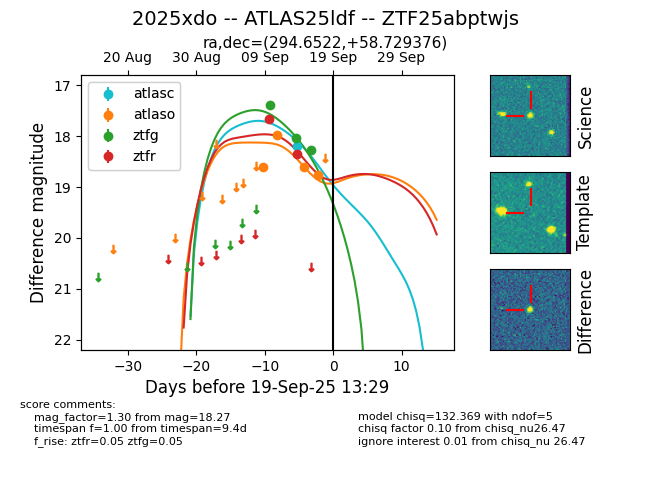 2025xdo -- ATLAS25ldf -- ZTF25abptwjs
ra,dec=(294.6522,+58.729376)
20 Aug 30 Aug 09 Sep 19 Sep 29 Sep
17
18
19
20
21
22
Difference magnitude
atlasc
atlaso
ztfg
ztfr
−30 −20 −10 0 10
Days before 19-Sep-25 13:29
Science
Template
Difference
score comments:
mag_factor=1.30 from mag=18.27
timespan f=1.00 from timespan=9.4d
f_rise: ztfr=0.05 ztfg=0.05
model chisq=132.369 with ndof=5
chisq factor 0.10 from chisq_nu26.47
ignore interest 0.01 from chisq_nu 26.47